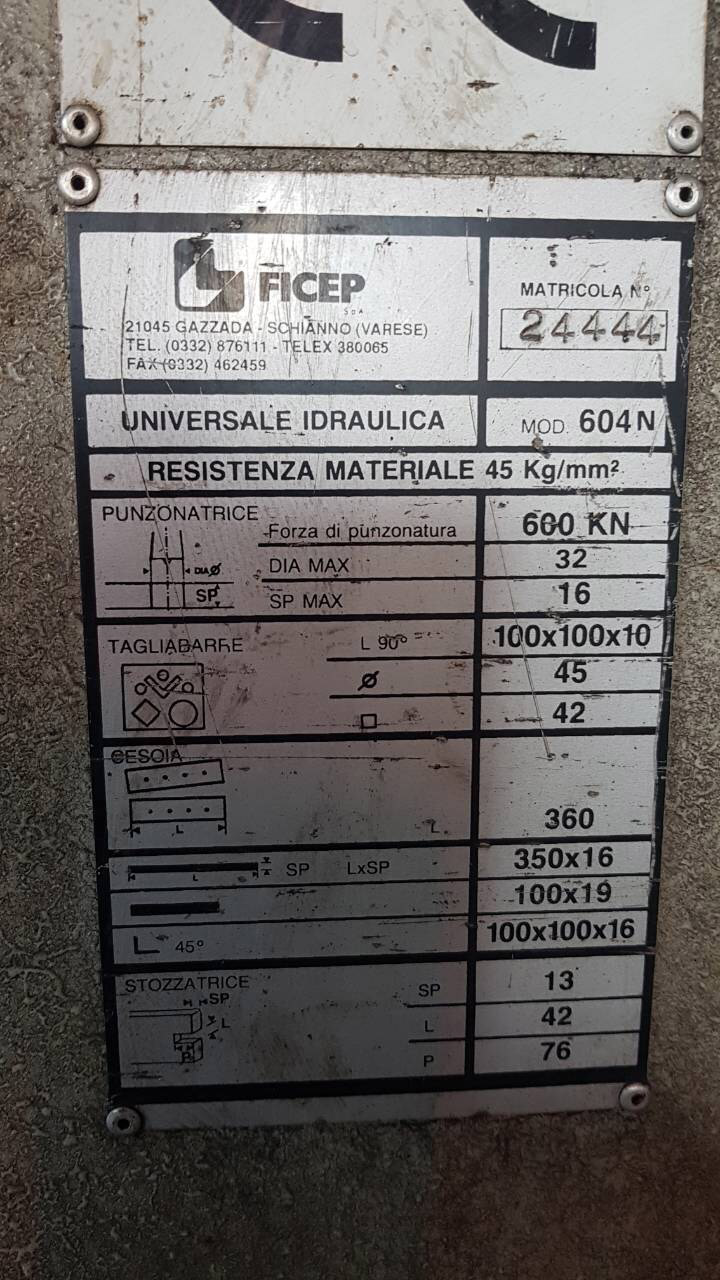 FICEP
SpA
21045 GAZZADA - SCHIANNO (VARESE)
TEL. (0332) 876111 - TELEX 380065
FAX (0332) 462459
MATRICOLA N°
24444
UNIVERSALE IDRAULICA
MOD. 604N
RESISTENZA MATERIALE 45 Kg/mm²
PUNZONATRICE
Forza di punzonatura 600 KN
DIA Ø
DIA MAX 32
SP
SP MAX 16
TAGLIABARRE
L 90° 100x100x10
Ø 45
□ 42
CESOIA
L
L 360
L
SP LxSP 350x16
100x19
L 45° 100x100x16
STOZZATRICE
SP
L
P
SP 13
L 42
P 76